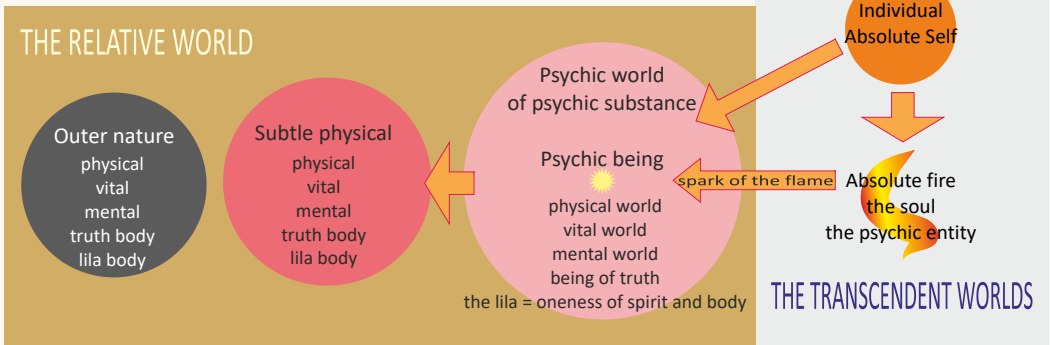 THE RELATIVE WORLD
Outer nature
physical
vital
mental
truth body
lila body
Subtle physical
physical
vital
mental
truth body
lila body
Psychic world
of psychic substance
Psychic being
physical world
vital world
mental world
being of truth
the lila = oneness of spirit and body
spark of the flame
Individual
Absolute Self
Absolute fire
the soul
the psychic entity
THE TRANSCENDENT WORLDS